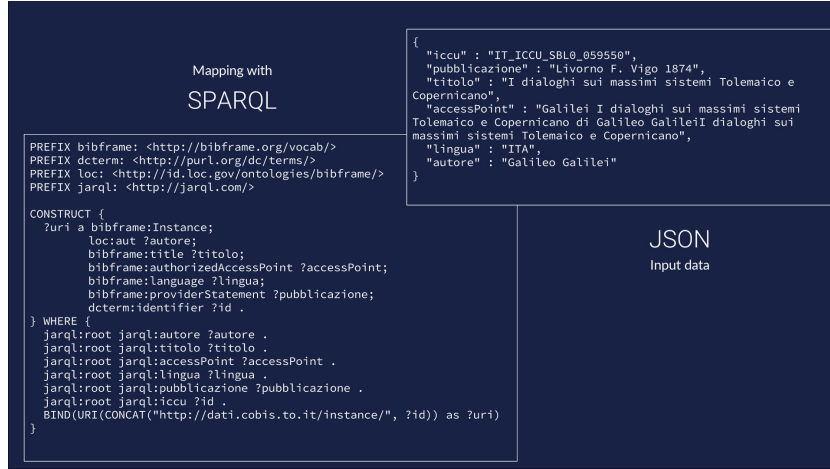 Mapping with
SPARQL
PREFIX bibframe: <http://bibframe.org/vocab/>
PREFIX dcterm: <http://purl.org/dc/terms/>
PREFIX loc: <http://id.loc.gov/ontologies/bibframe/>
PREFIX jarql: <http://jarql.com/>
CONSTRUCT {
?uri a bibframe:Instance;
loc:aut ?autore;
bibframe:title ?titolo;
bibframe:authorizedAccessPoint ?accessPoint;
bibframe:language ?lingua;
bibframe:providerStatement ?pubblicazione;
dcterm:identifier ?id .
} WHERE {
jarql:root jarql:autore ?autore .
jarql:root jarql:titolo ?titolo .
jarql:root jarql:accessPoint ?accessPoint .
jarql:root jarql:lingua ?lingua .
jarql:root jarql:pubblicazione ?pubblicazione .
jarql:root jarql:iccu ?id .
BIND(URI(CONCAT("http://dati.cobis.to.it/instance/", ?id)) as ?uri)
}
{
"iccu" : "IT_ICCU_SBL0_059550",
"pubblicazione" : "Livorno F. Vigo 1874",
"titolo" : "I dialoghi sui massimi sistemi Tolemaico e
Copernicano",
"accessPoint" : "Galilei I dialoghi sui massimi sistemi
Tolemaico e Copernicano di Galileo GalileiI dialoghi sui
massimi sistemi Tolemaico e Copernicano",
"lingua" : "ITA",
"autore" : "Galileo Galilei"
}
JSON
Input data